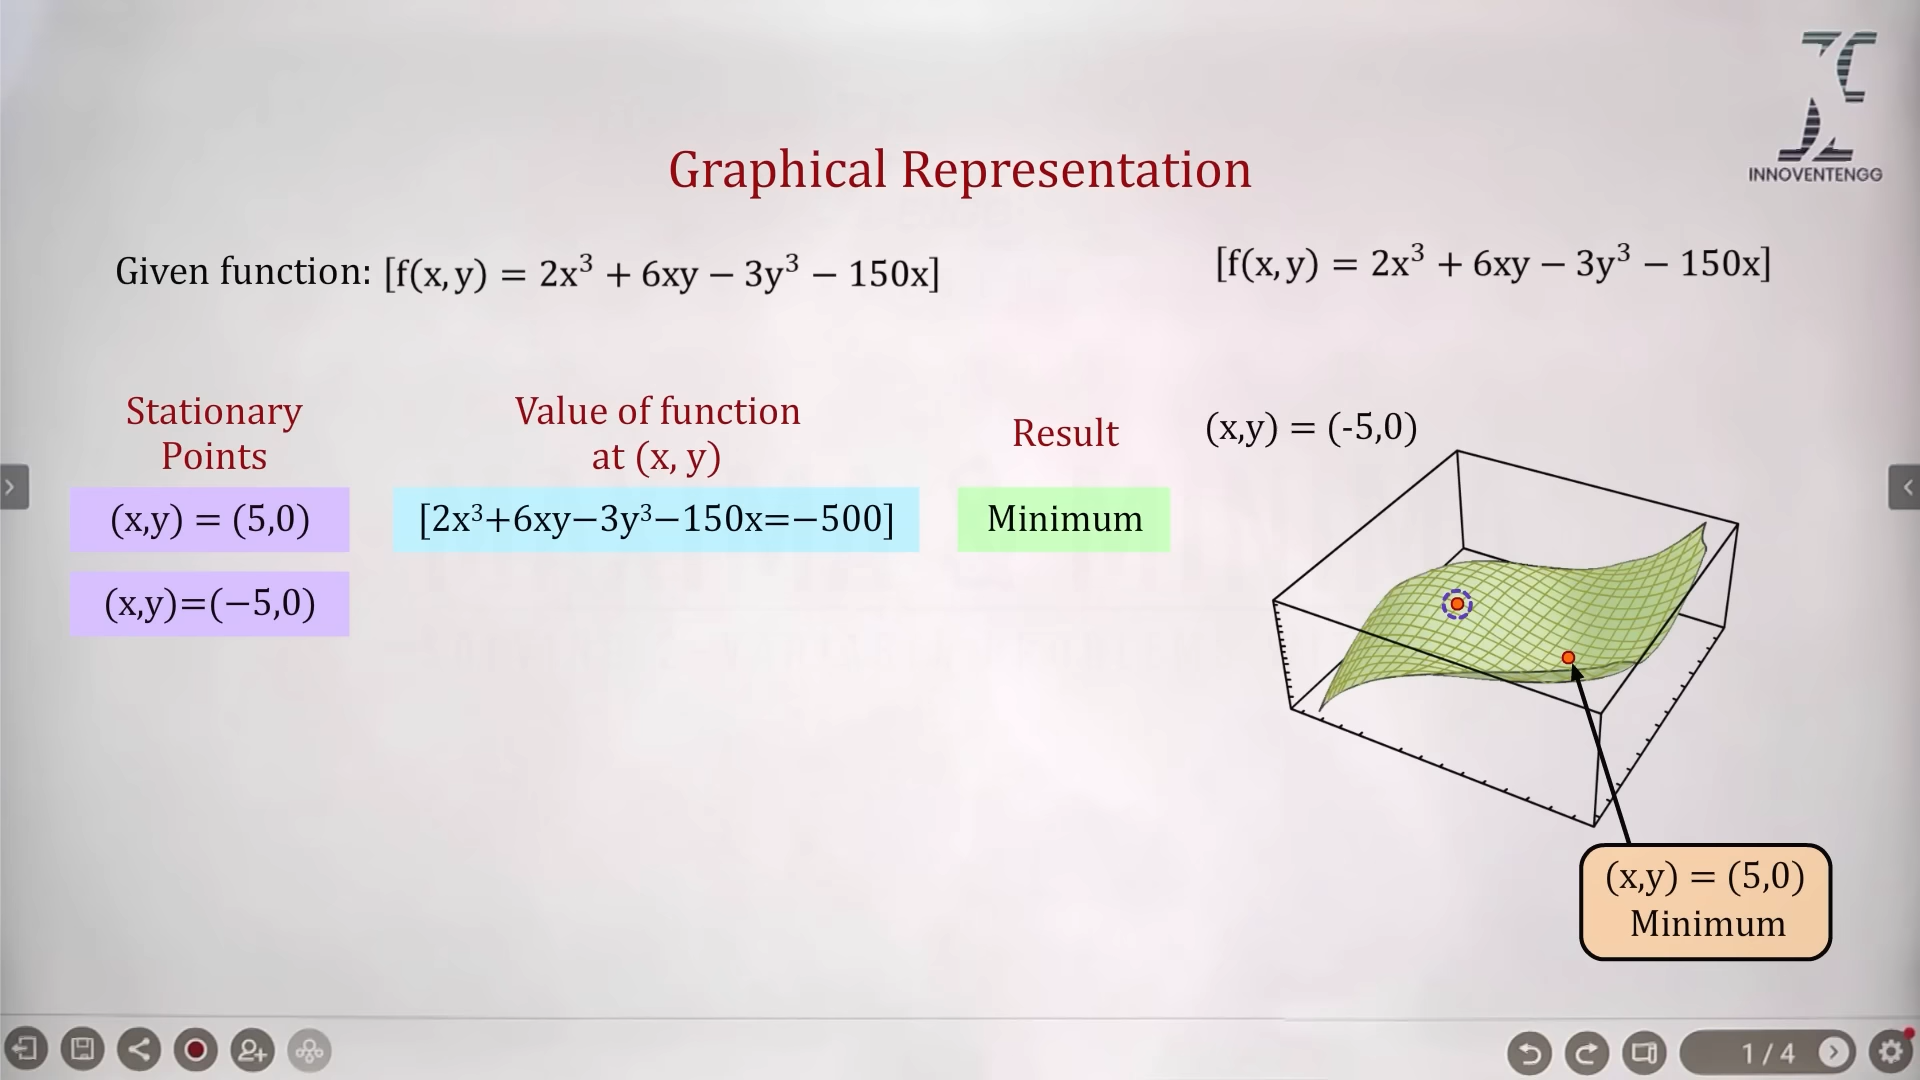 INNOVENTENGG
Graphical Representation
Given function: [f(x, y) = 2x³ + 6xy − 3y³ − 150x]
[f(x, y) = 2x³ + 6xy − 3y³ − 150x]
Stationary
Points
Value of function
at (x, y)
Result
(x,y) = (5,0)
[2x³+6xy−3y³−150x=−500]
Minimum
(x,y)=(−5,0)
(x,y) = (-5,0)
(x,y) = (5,0)
Minimum
1 / 4